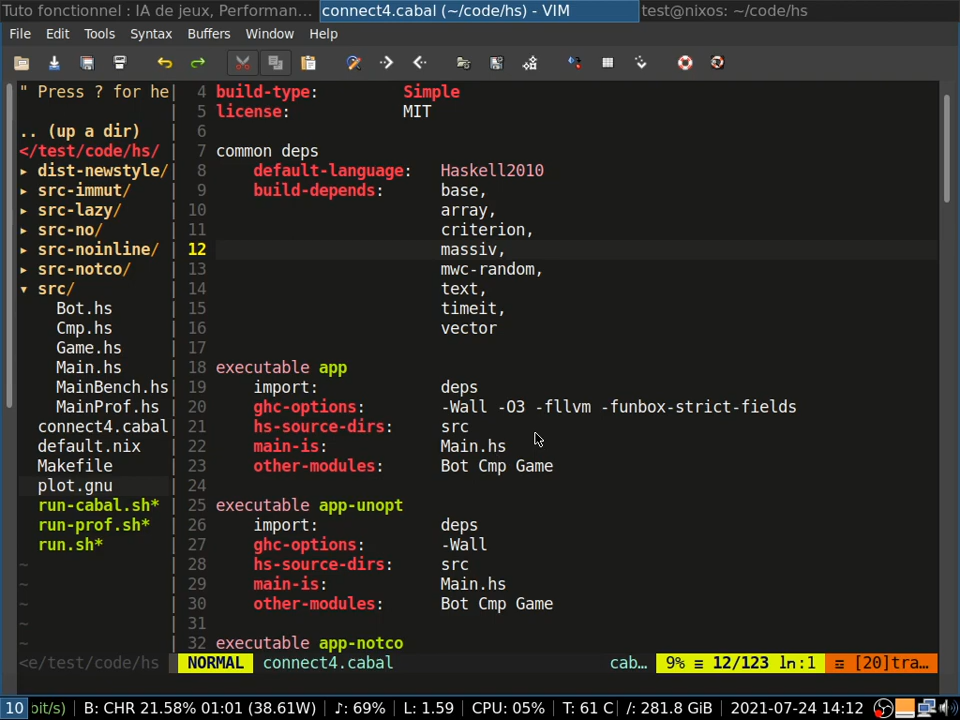 Tuto fonctionnel : IA de jeux, Performan... connect4.cabal (~/code/hs) - VIM test@nixos: ~/code/hs
File Edit Tools Syntax Buffers Window Help
" Press ? for he
.. (up a dir)
</test/code/hs/
▸ dist-newstyle/
▸ src-immut/
▸ src-lazy/
▸ src-no/
▸ src-noinline/
▸ src-notco/
▾ src/
Bot.hs
Cmp.hs
Game.hs
Main.hs
MainBench.hs
MainProf.hs
connect4.cabal
default.nix
Makefile
plot.gnu
run-cabal.sh*
run-prof.sh*
run.sh*
~
~
~
~
~
<e/test/code/hs
4 build-type: Simple
5 license: MIT
6
7 common deps
8 default-language: Haskell2010
9 build-depends: base,
10 array,
11 criterion,
12 massiv,
13 mwc-random,
14 text,
15 timeit,
16 vector
17
18 executable app
19 import: deps
20 ghc-options: -Wall -O3 -fllvm -funbox-strict-fields
21 hs-source-dirs: src
22 main-is: Main.hs
23 other-modules: Bot Cmp Game
24
25 executable app-unopt
26 import: deps
27 ghc-options: -Wall
28 hs-source-dirs: src
29 main-is: Main.hs
30 other-modules: Bot Cmp Game
31
32 executable app-notco
NORMAL connect4.cabal cab… 9% ≡ 12/123 ln:1 ☲ [20]tra…
10 bit/s) B: CHR 21.58% 01:01 (38.61W) ♪: 69% L: 1.59 CPU: 05% T: 61 C /: 281.8 GiB 2021-07-24 14:12